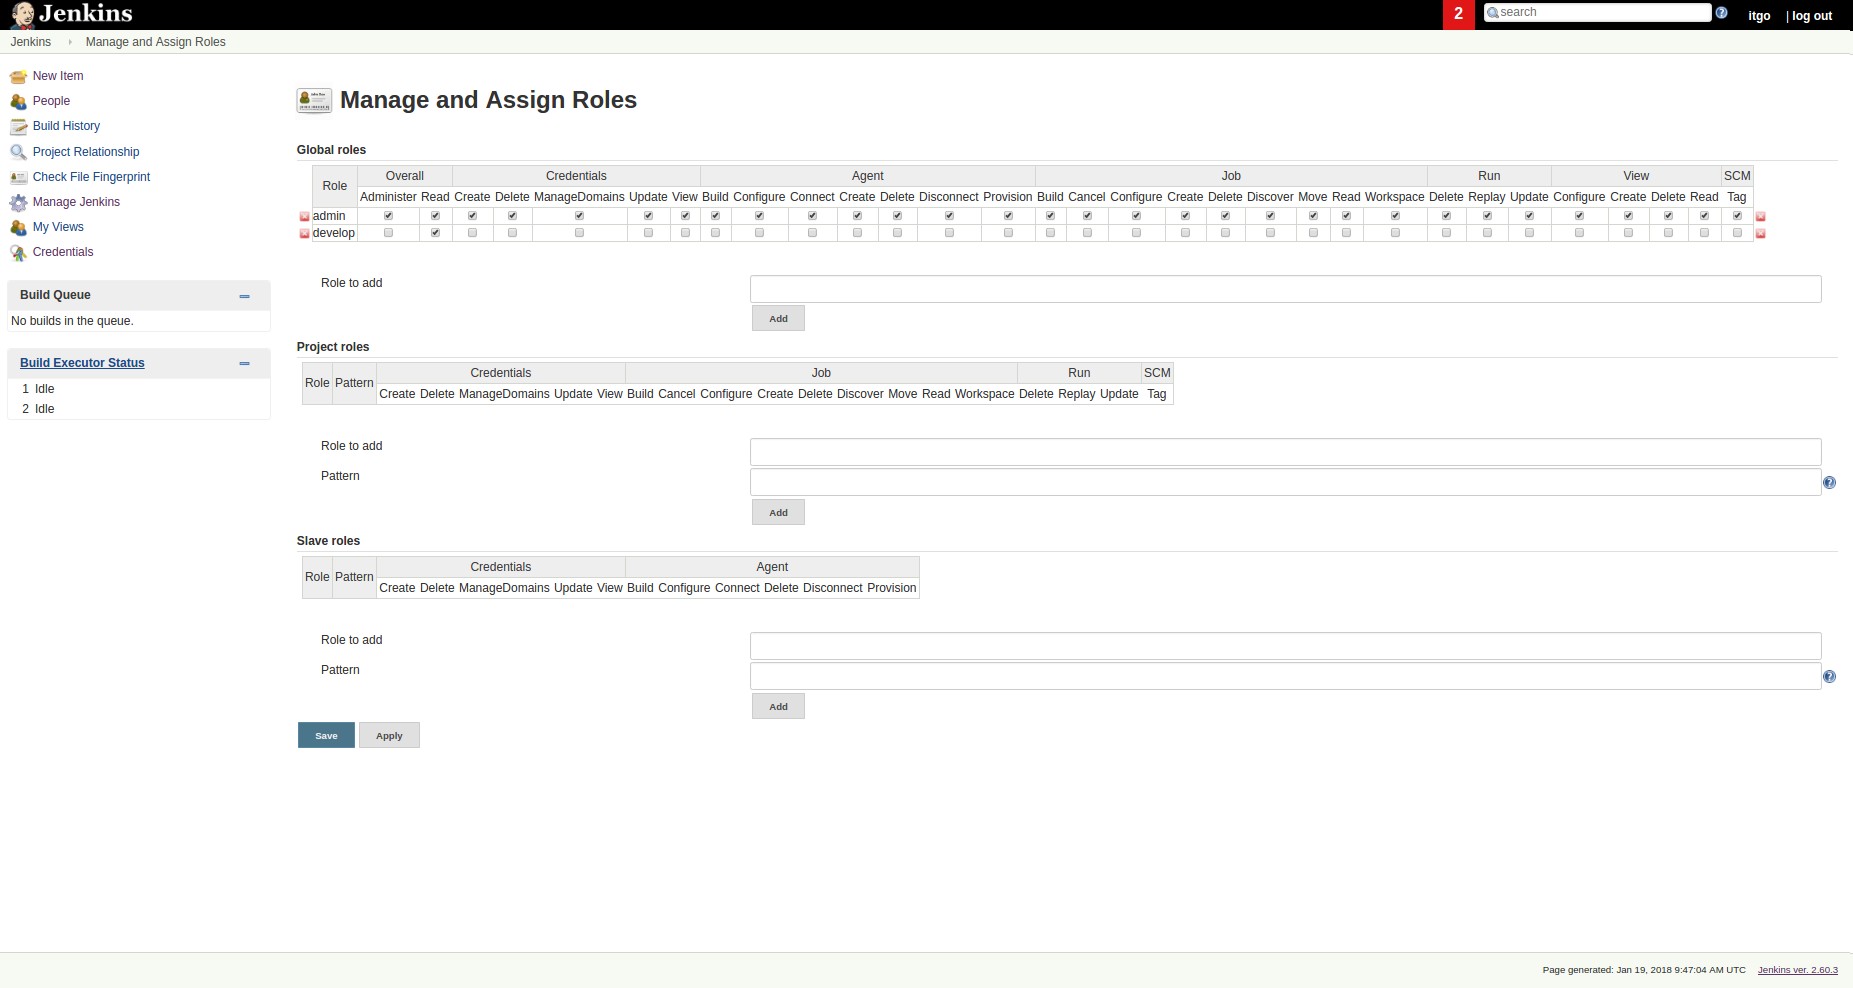 Jenkins
2
search
itgo
| log out
Jenkins
Manage and Assign Roles
New Item
People
Build History
Project Relationship
Check File Fingerprint
Manage Jenkins
My Views
Credentials
Build Queue
No builds in the queue.
Build Executor Status
1 Idle
2 Idle
Manage and Assign Roles
Global roles
Role Overall Credentials Agent Job Run View SCM
Administer Read Create Delete ManageDomains Update View Build Configure Connect Create Delete Disconnect Provision Build Cancel Configure Create Delete Discover Move Read Workspace Delete Replay Update Configure Create Delete Read Tag
admin
develop
Role to add
Add
Project roles
Role Pattern Credentials Job Run SCM
Create Delete ManageDomains Update View Build Cancel Configure Create Delete Discover Move Read Workspace Delete Replay Update Tag
Role to add
Pattern
Add
Slave roles
Role Pattern Credentials Agent
Create Delete ManageDomains Update View Build Configure Connect Delete Disconnect Provision
Role to add
Pattern
Add
Save Apply
Page generated: Jan 19, 2018 9:47:04 AM UTC Jenkins ver. 2.60.3